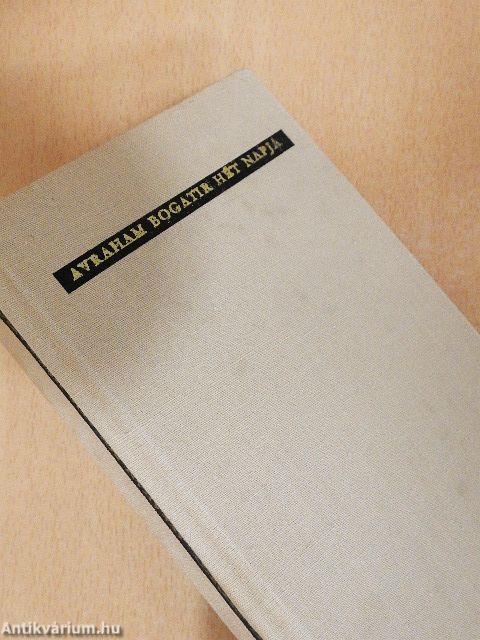 AVRAHAM BOGATIR HÉT NAPJA
Antikvárium.hu